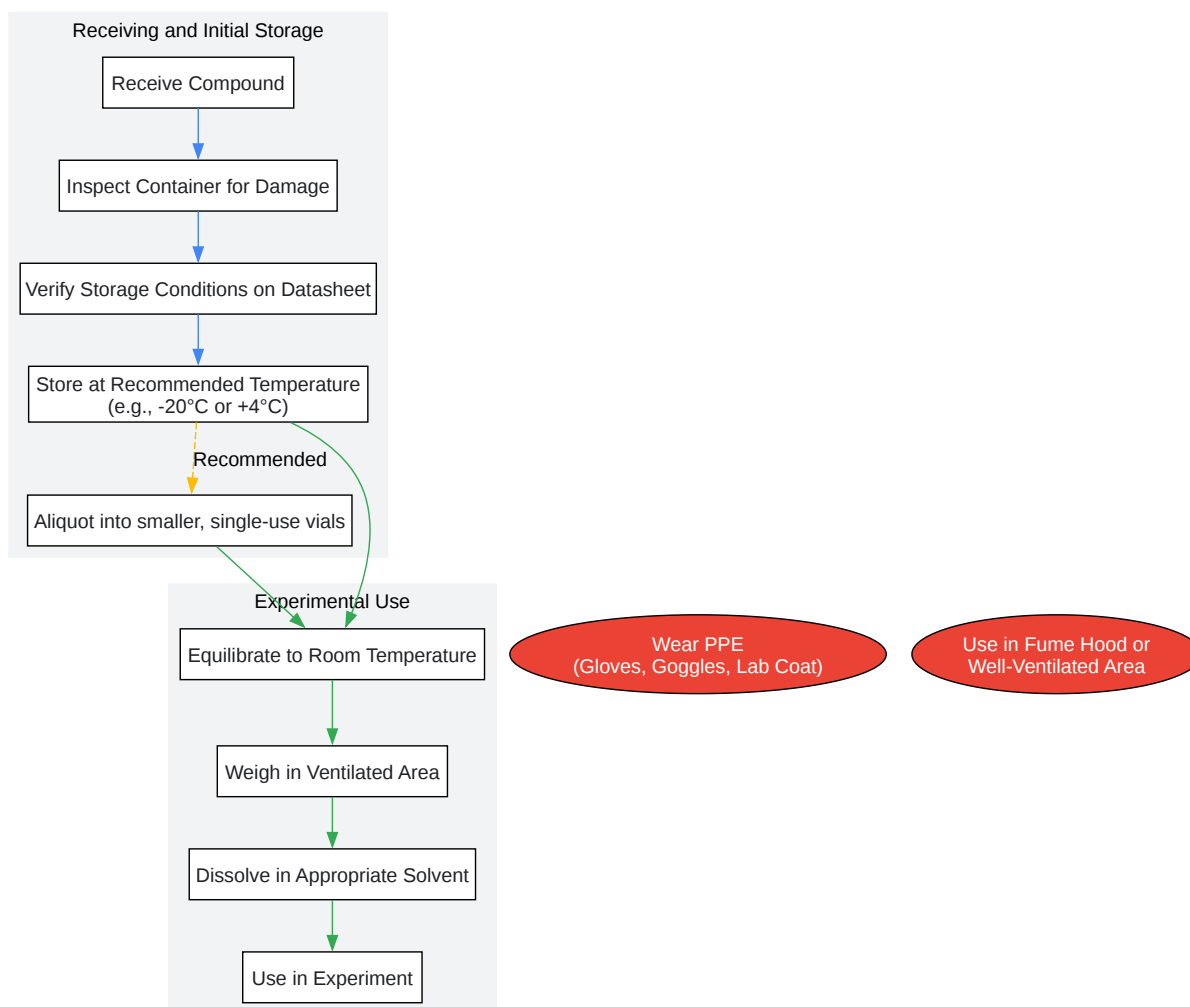 Receiving and Initial Storage
Receive Compound
Inspect Container for Damage
Verify Storage Conditions on Datasheet
Store at Recommended Temperature
(e.g., -20°C or +4°C)
Recommended
Aliquot into smaller, single-use vials
Experimental Use
Equilibrate to Room Temperature
Wear PPE
(Gloves, Goggles, Lab Coat)
Use in Fume Hood or
Well-Ventilated Area
Weigh in Ventilated Area
Dissolve in Appropriate Solvent
Use in Experiment